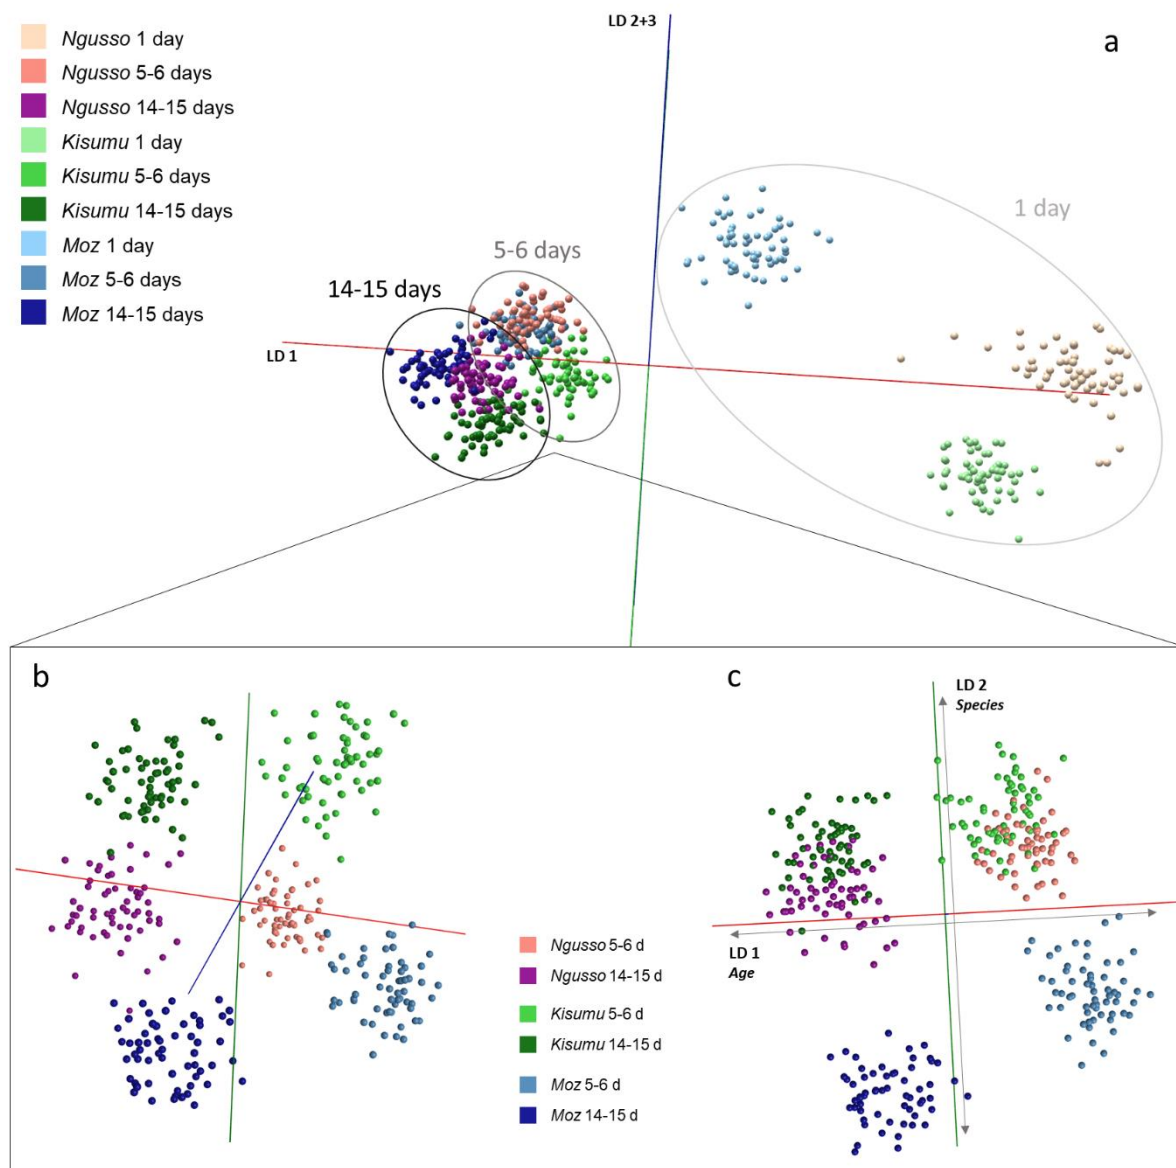 LD 2+3
a
Ngusso 1 day
Ngusso 5-6 days
Ngusso 14-15 days
Kisumu 1 day
Kisumu 5-6 days
Kisumu 14-15 days
Moz 1 day
Moz 5-6 days
Moz 14-15 days
1 day
5-6 days
14-15 days
LD 1
b
Ngusso 5-6 d
Ngusso 14-15 d
Kisumu 5-6 d
Kisumu 14-15 d
Moz 5-6 d
Moz 14-15 d
c
LD 2
Species
LD 1
Age